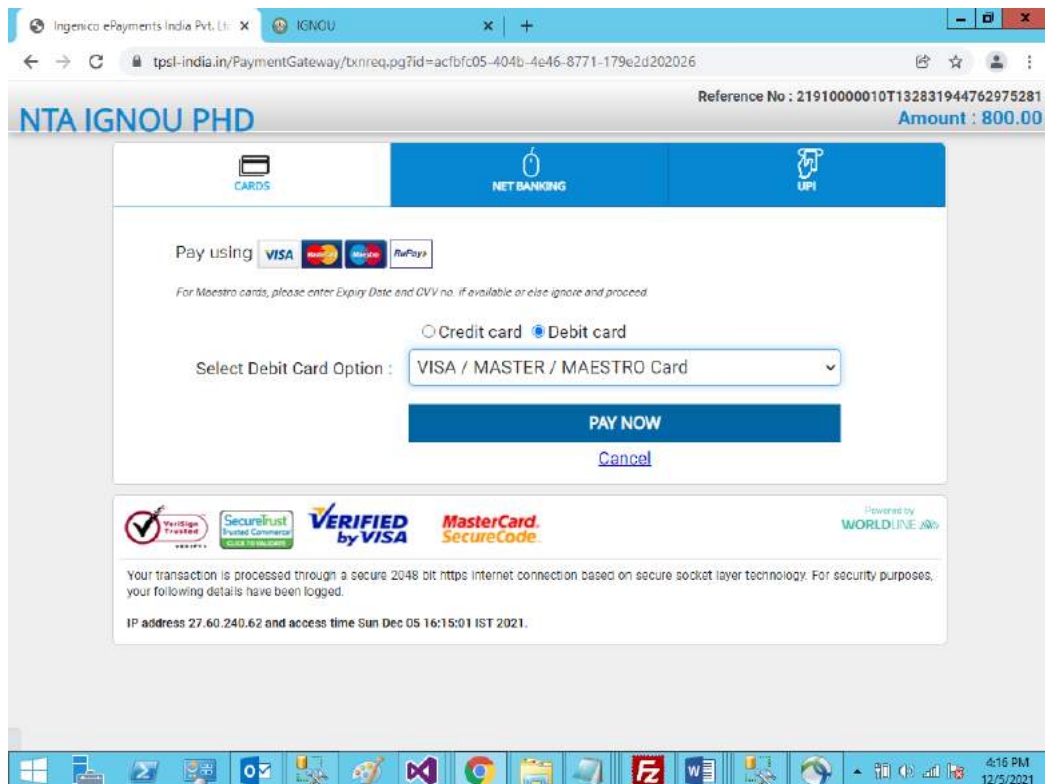 Ingenico ePayments India Pvt. Lt
IGNOU
tpsl-india.in/PaymentGateway/txnreq.pg?id=acfbfc05-404b-4e46-8771-179e2d202026
Reference No : 21910000010T132831944762975281
NTA IGNOU PHD
Amount : 800.00
CARDS
NET BANKING
UPI
Pay using VISA MasterCard Maestro RuPay
For Maestro cards, please enter Expiry Date and CVV no. if available or else ignore and proceed.
Credit card Debit card
Select Debit Card Option : VISA / MASTER / MAESTRO Card
PAY NOW
Cancel
VeriSign Trusted VERIFY
SecureTrust Trusted Commerce CLICK TO VALIDATE
VERIFIED by VISA
MasterCard. SecureCode.
Powered by
WORLDLINE
Your transaction is processed through a secure 2048 bit https internet connection based on secure socket layer technology. For security purposes,
your following details have been logged.
IP address 27.60.240.62 and access time Sun Dec 05 16:15:01 IST 2021.
4:16 PM
12/5/2021